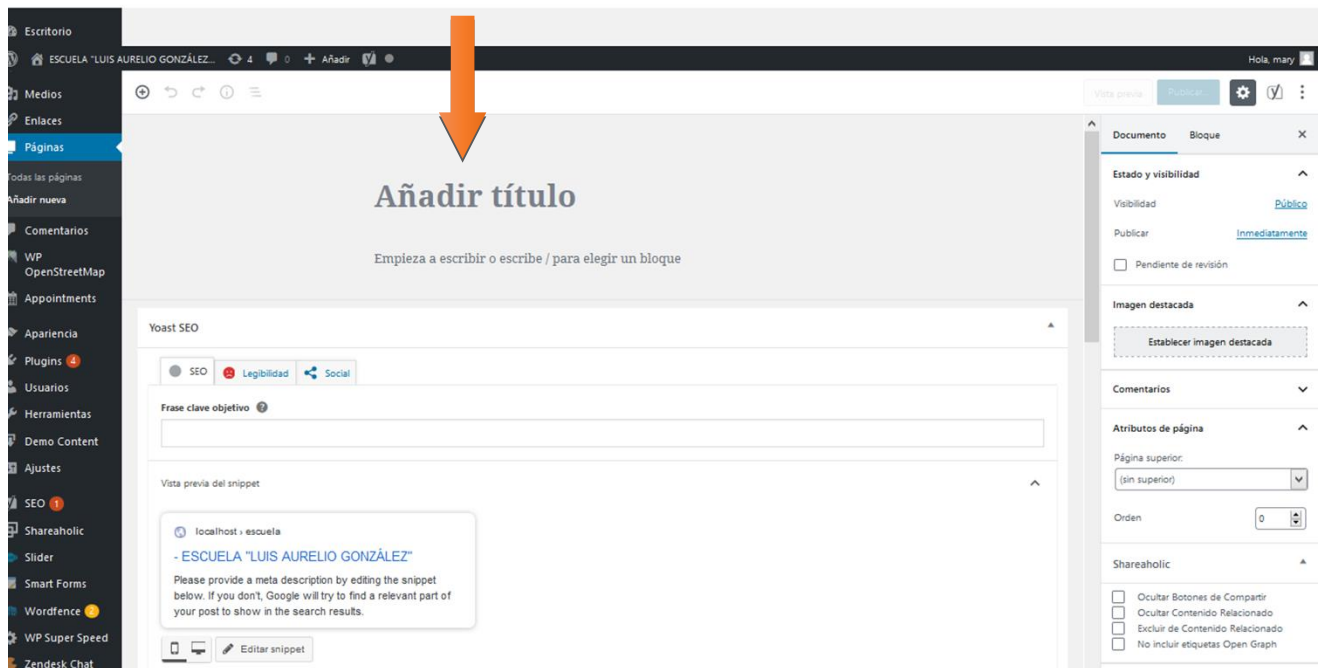 Escritorio
ESCUELA "LUIS AURELIO GONZÁLEZ... 4 0 + Añadir
Hola, mary
Medios
Enlaces
Páginas
Todas las páginas
Añadir nueva
Comentarios
WP
OpenStreetMap
Appointments
Apariencia
Plugins 4
Usuarios
Herramientas
Demo Content
Ajustes
SEO 1
Shareaholic
Slider
Smart Forms
Wordfence 2
WP Super Speed
Zendesk Chat
Vista previa Publicar...
Añadir título
Empieza a escribir o escribe / para elegir un bloque
Yoast SEO
SEO Legibilidad Social
Frase clave objetivo
Vista previa del snippet
localhost › escuela
- ESCUELA "LUIS AURELIO GONZÁLEZ"
Please provide a meta description by editing the snippet
below. If you don't, Google will try to find a relevant part of
your post to show in the search results.
Editar snippet
Documento Bloque
Estado y visibilidad
Visibilidad Público
Publicar Inmediatamente
Pendiente de revisión
Imagen destacada
Establecer imagen destacada
Comentarios
Atributos de página
Página superior:
(sin superior)
Orden 0
Shareaholic
Ocultar Botones de Compartir
Ocultar Contenido Relacionado
Excluir de Contenido Relacionado
No incluir etiquetas Open Graph